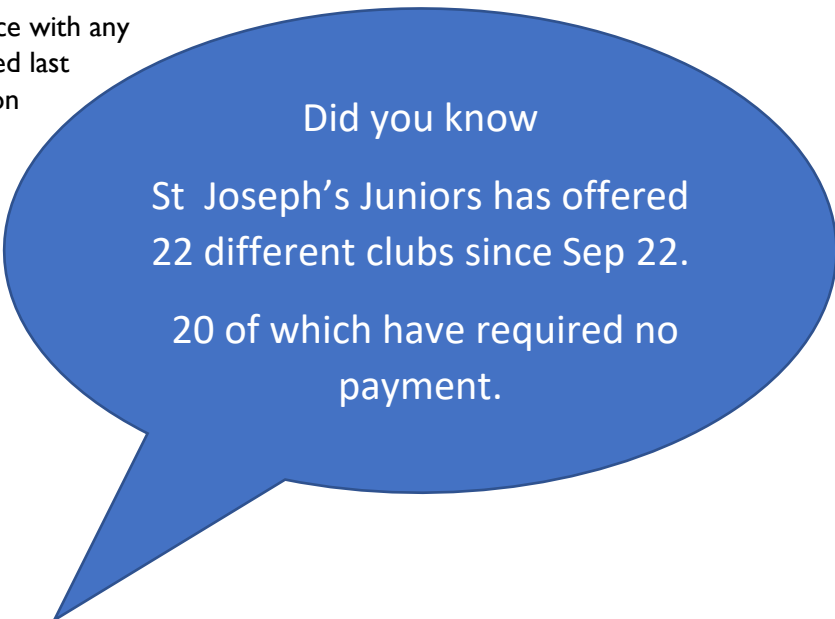 ce with any
ed last
on
Did you know
St Joseph’s Juniors has offered
22 different clubs since Sep 22.
20 of which have required no
payment.